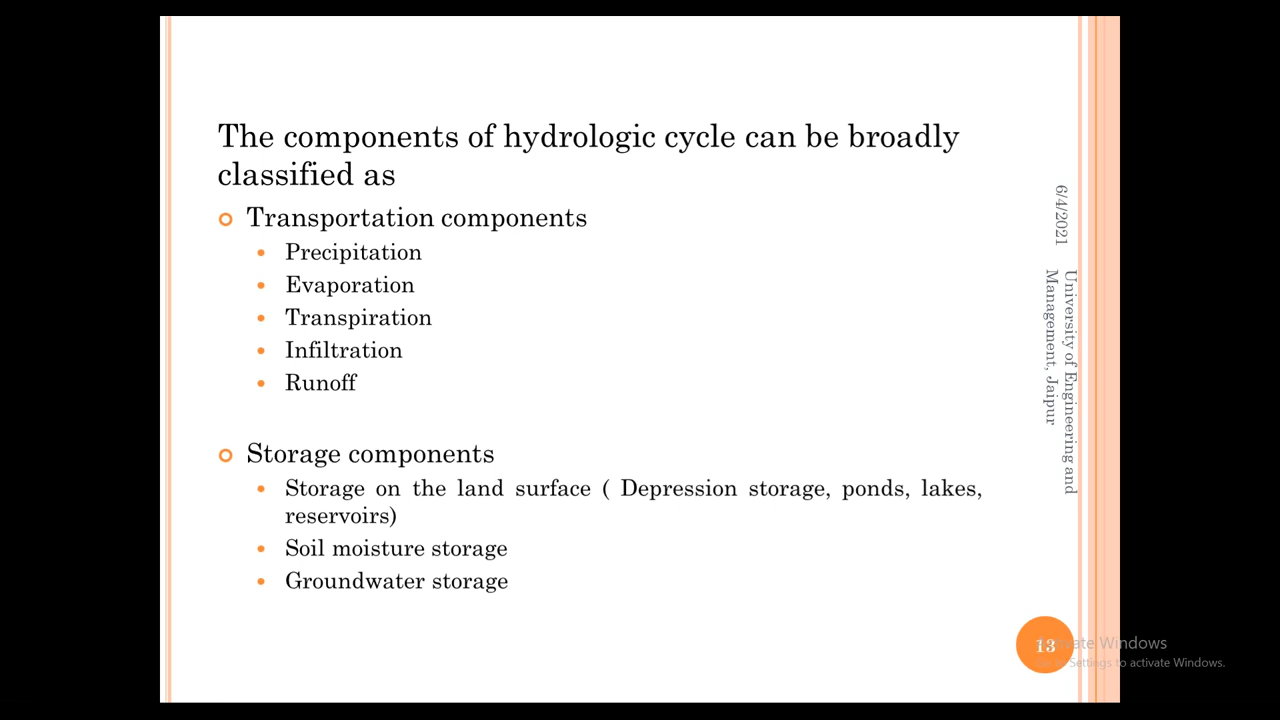 The components of hydrologic cycle can be broadly
classified as
Transportation components
Precipitation
Evaporation
Transpiration
Infiltration
Runoff
Storage components
Storage on the land surface ( Depression storage, ponds, lakes,
reservoirs)
Soil moisture storage
Groundwater storage
6/4/2021
University of Engineering and
Management, Jaipur
13
Activate Windows
Settings to activate Windows.